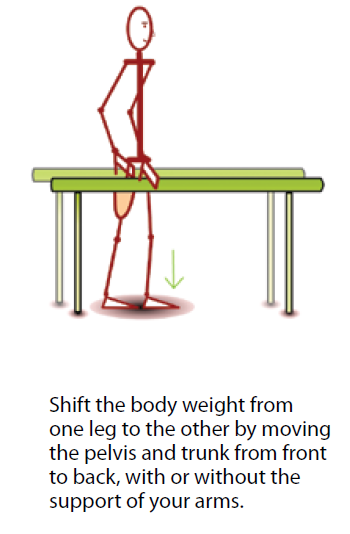 Shift the body weight from
one leg to the other by moving
the pelvis and trunk from front
to back, with or without the
support of your arms.